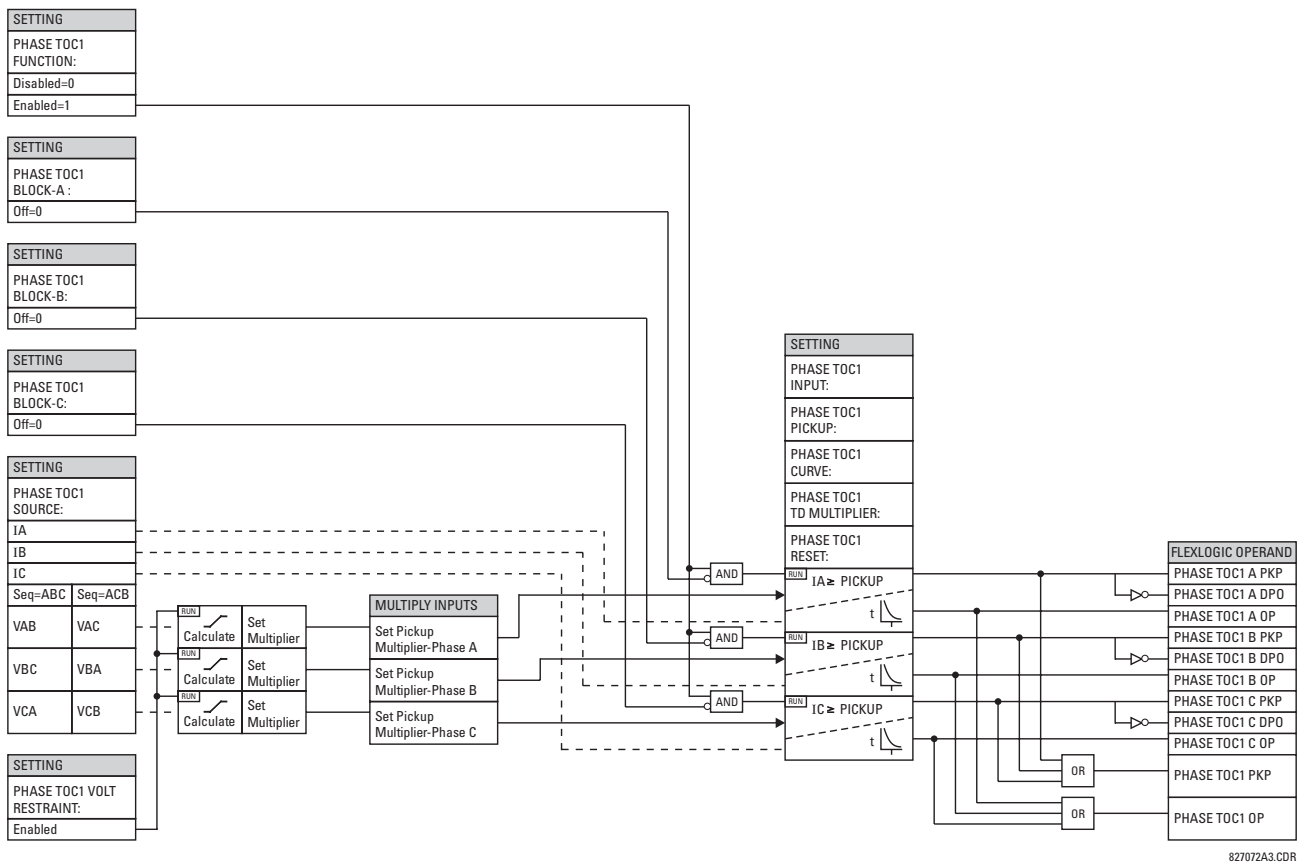 SETTING
PHASE TOC1
FUNCTION:
Disabled=0
Enabled=1
SETTING
PHASE TOC1
BLOCK-A :
Off=0
SETTING
PHASE TOC1
BLOCK-B:
Off=0
SETTING
PHASE TOC1
BLOCK-C:
Off=0
SETTING
PHASE TOC1
SOURCE:
IA
IB
IC
Seq=ABC Seq=ACB
VAB VAC
VBC VBA
VCA VCB
SETTING
PHASE TOC1 VOLT
RESTRAINT:
Enabled
RUN
Calculate
Set
Multiplier
RUN
Calculate
Set
Multiplier
RUN
Calculate
Set
Multiplier
MULTIPLY INPUTS
Set Pickup
Multiplier-Phase A
Set Pickup
Multiplier-Phase B
Set Pickup
Multiplier-Phase C
AND
AND
AND
SETTING
PHASE TOC1
INPUT:
PHASE TOC1
PICKUP:
PHASE TOC1
CURVE:
PHASE TOC1
TD MULTIPLIER:
PHASE TOC1
RESET:
RUN IA ≥ PICKUP
t
RUN IB ≥ PICKUP
t
RUN IC ≥ PICKUP
t
OR
OR
FLEXLOGIC OPERAND
PHASE TOC1 A PKP
PHASE TOC1 A DPO
PHASE TOC1 A OP
PHASE TOC1 B PKP
PHASE TOC1 B DPO
PHASE TOC1 B OP
PHASE TOC1 C PKP
PHASE TOC1 C DPO
PHASE TOC1 C OP
PHASE TOC1 PKP
PHASE TOC1 OP
827072A3.CDR